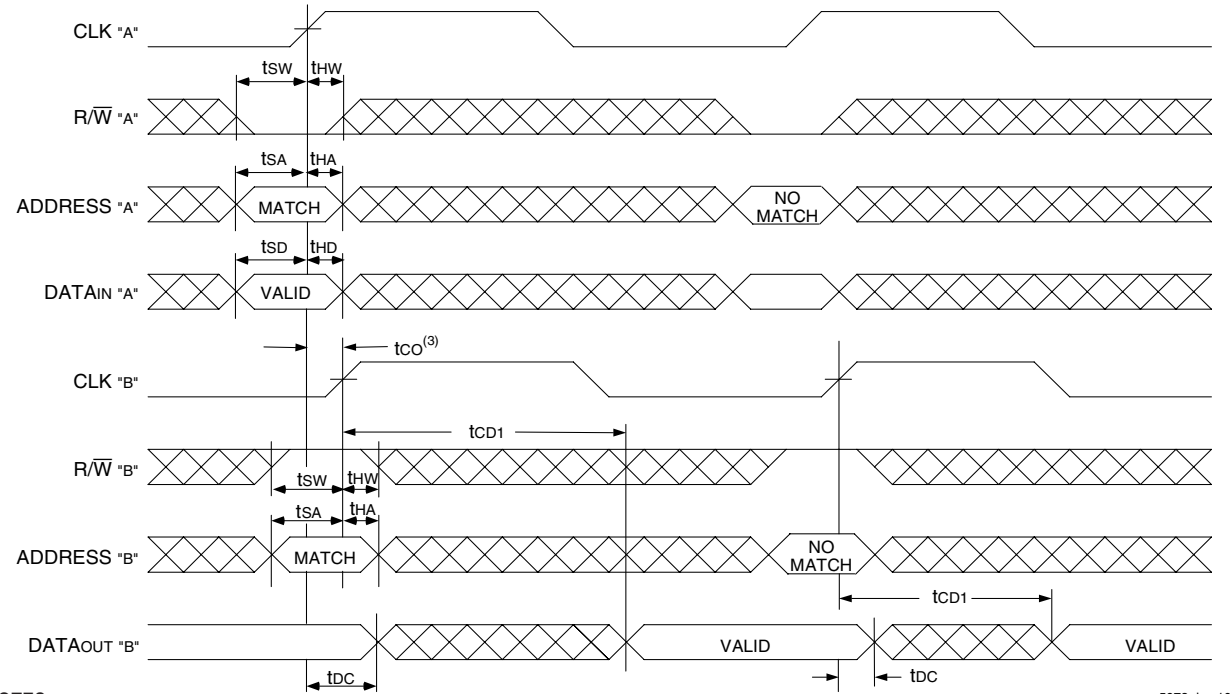 CLK "A"
tSW tHW
R/W̅ "A"
tSA tHA
ADDRESS "A" MATCH NO MATCH
tSD tHD
DATAIN "A" VALID
tCO(3)
CLK "B"
tCD1
R/W̅ "B"
tSW tHW
tSA tHA
ADDRESS "B" MATCH NO MATCH
tCD1
DATAOUT "B" VALID VALID
tDC tDC